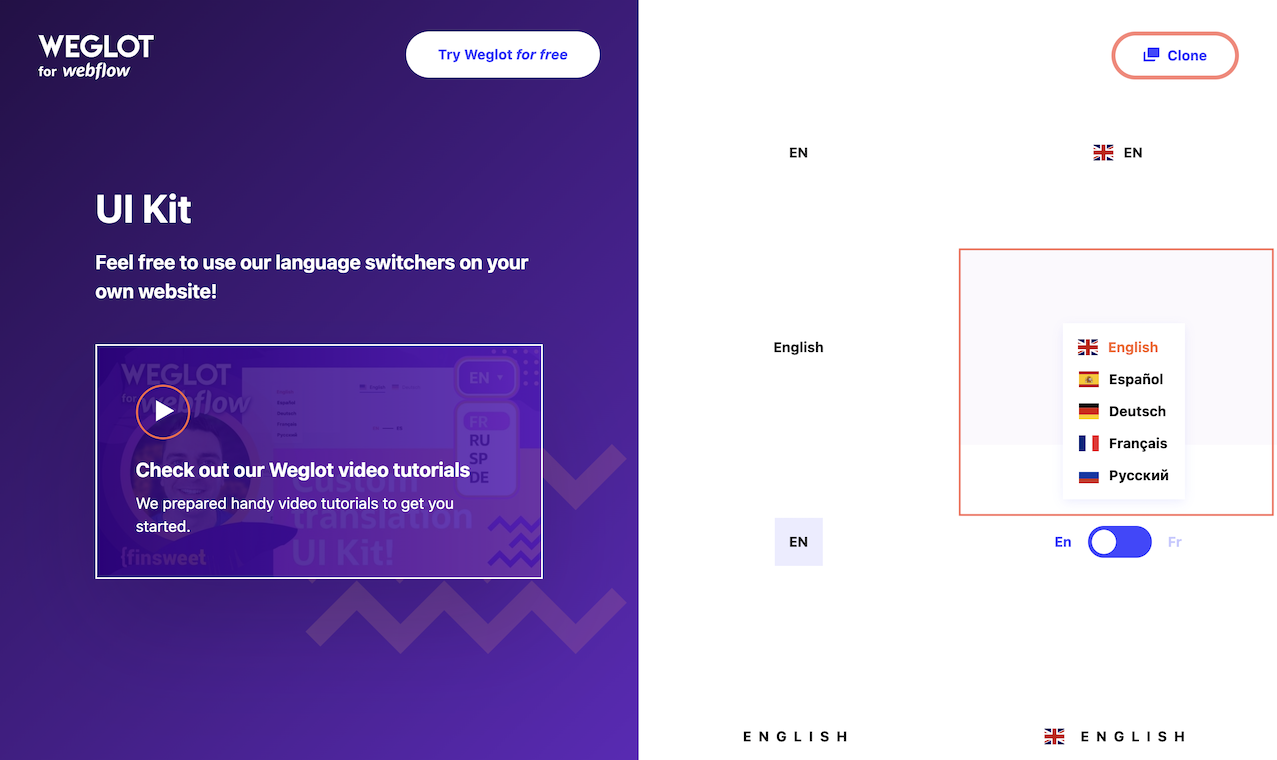 WEGLOT
for webflow
Try Weglot for free
UI Kit
Feel free to use our language switchers on your
own website!
WEGLOT
for webflow
EN
FR
RU
SP
DE
Check out our Weglot video tutorials
We prepared handy video tutorials to get you
started.
Custom
translation
UI Kit!
{finsweet
Clone
EN
EN
English
English
Español
Deutsch
Français
Русский
EN
En
Fr
ENGLISH
ENGLISH